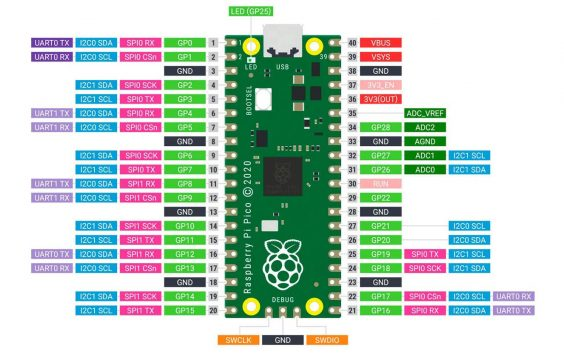 LED (GP25)
UART0 TX I2C0 SDA SPI0 RX GP0 1 1 40 40 VBUS
UART0 RX I2C0 SCL SPI0 CSn GP1 2 2 LED USB 39 39 VSYS
GND 3 38 GND
I2C1 SDA SPI0 SCK GP2 4 37 3V3_EN
I2C1 SCL SPI0 TX GP3 5 BOOTSEL 36 3V3(OUT)
UART1 TX I2C0 SDA SPI0 RX GP4 6 35 ADC_VREF
UART1 RX I2C0 SCL SPI0 CSn GP5 7 34 GP28 ADC2
GND 8 33 GND AGND
I2C1 SDA SPI0 SCK GP6 9 32 GP27 ADC1 I2C1 SCL
I2C1 SCL SPI0 TX GP7 10 31 GP26 ADC0 I2C1 SDA
UART1 TX I2C0 SDA SPI1 RX GP8 11 30 RUN
UART1 RX I2C0 SCL SPI1 CSn GP9 12 29 GP22
GND 13 28 GND
I2C1 SDA SPI1 SCK GP10 14 27 GP21 I2C0 SCL
I2C1 SCL SPI1 TX GP11 15 26 GP20 I2C0 SDA
UART0 TX I2C0 SDA SPI1 RX GP12 16 25 GP19 SPI0 TX I2C1 SCL
UART0 RX I2C0 SCL SPI1 CSn GP13 17 24 GP18 SPI0 SCK I2C1 SDA
GND 18 23 GND
I2C1 SDA SPI1 SCK GP14 19 22 GP17 SPI0 CSn I2C0 SCL UART0 RX
I2C1 SCL SPI1 TX GP15 20 21 GP16 SPI0 RX I2C0 SDA UART0 TX
Raspberry Pi Pico © 2020
DEBUG
SWCLK GND SWDIO